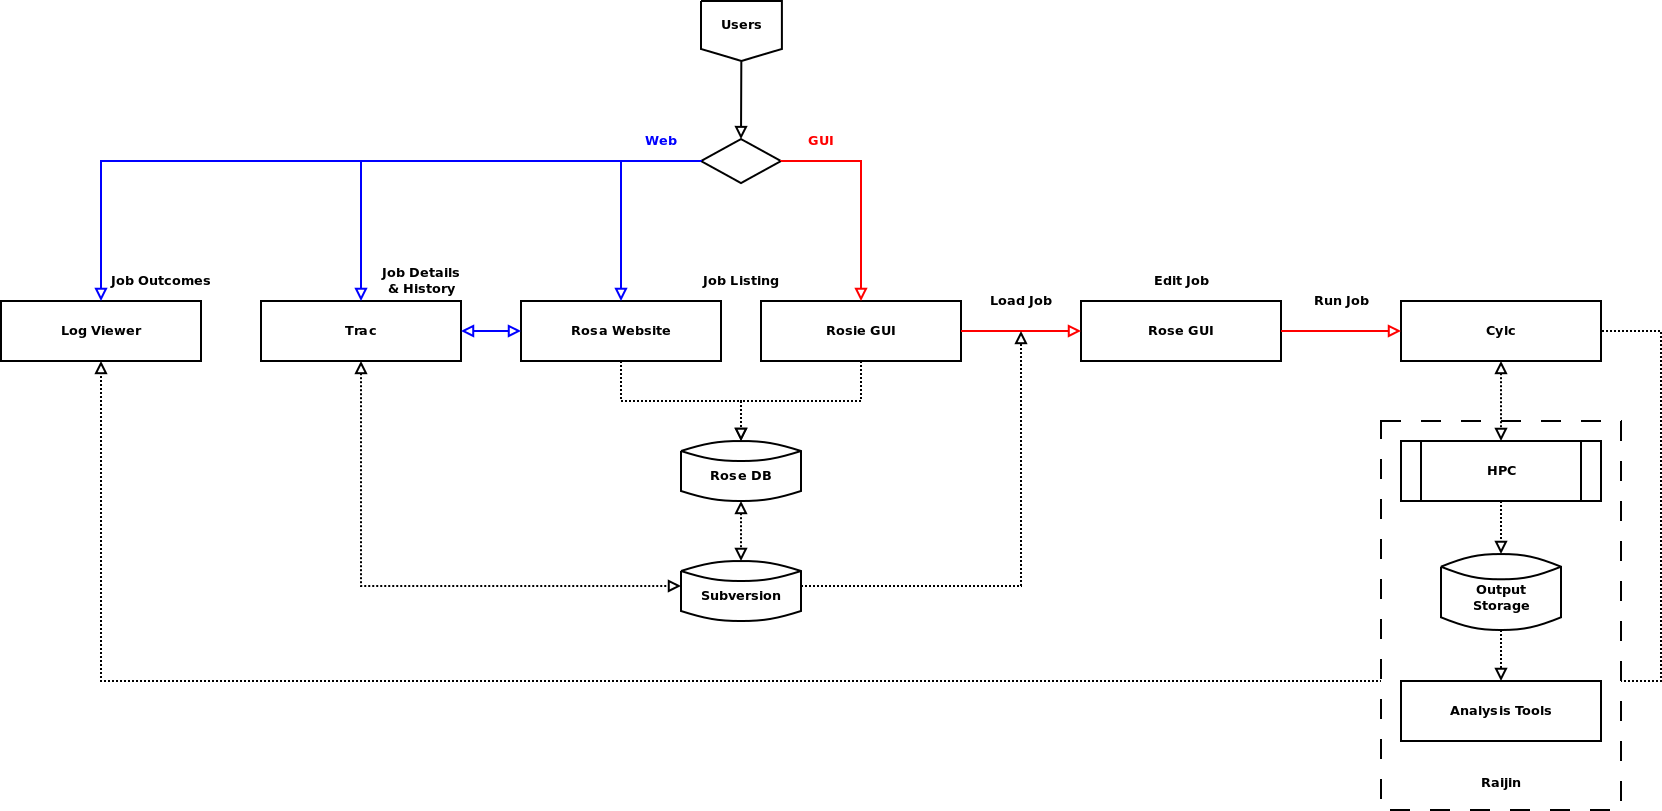 Users
Web
GUI
Job Outcomes
Job Details
& History
Job Listing
Edit Job
Load Job
Run Job
Log Viewer
Trac
Rosa Website
Rosie GUI
Rose GUI
Cylc
HPC
Rose DB
Output
Storage
Subversion
Analysis Tools
Raijin